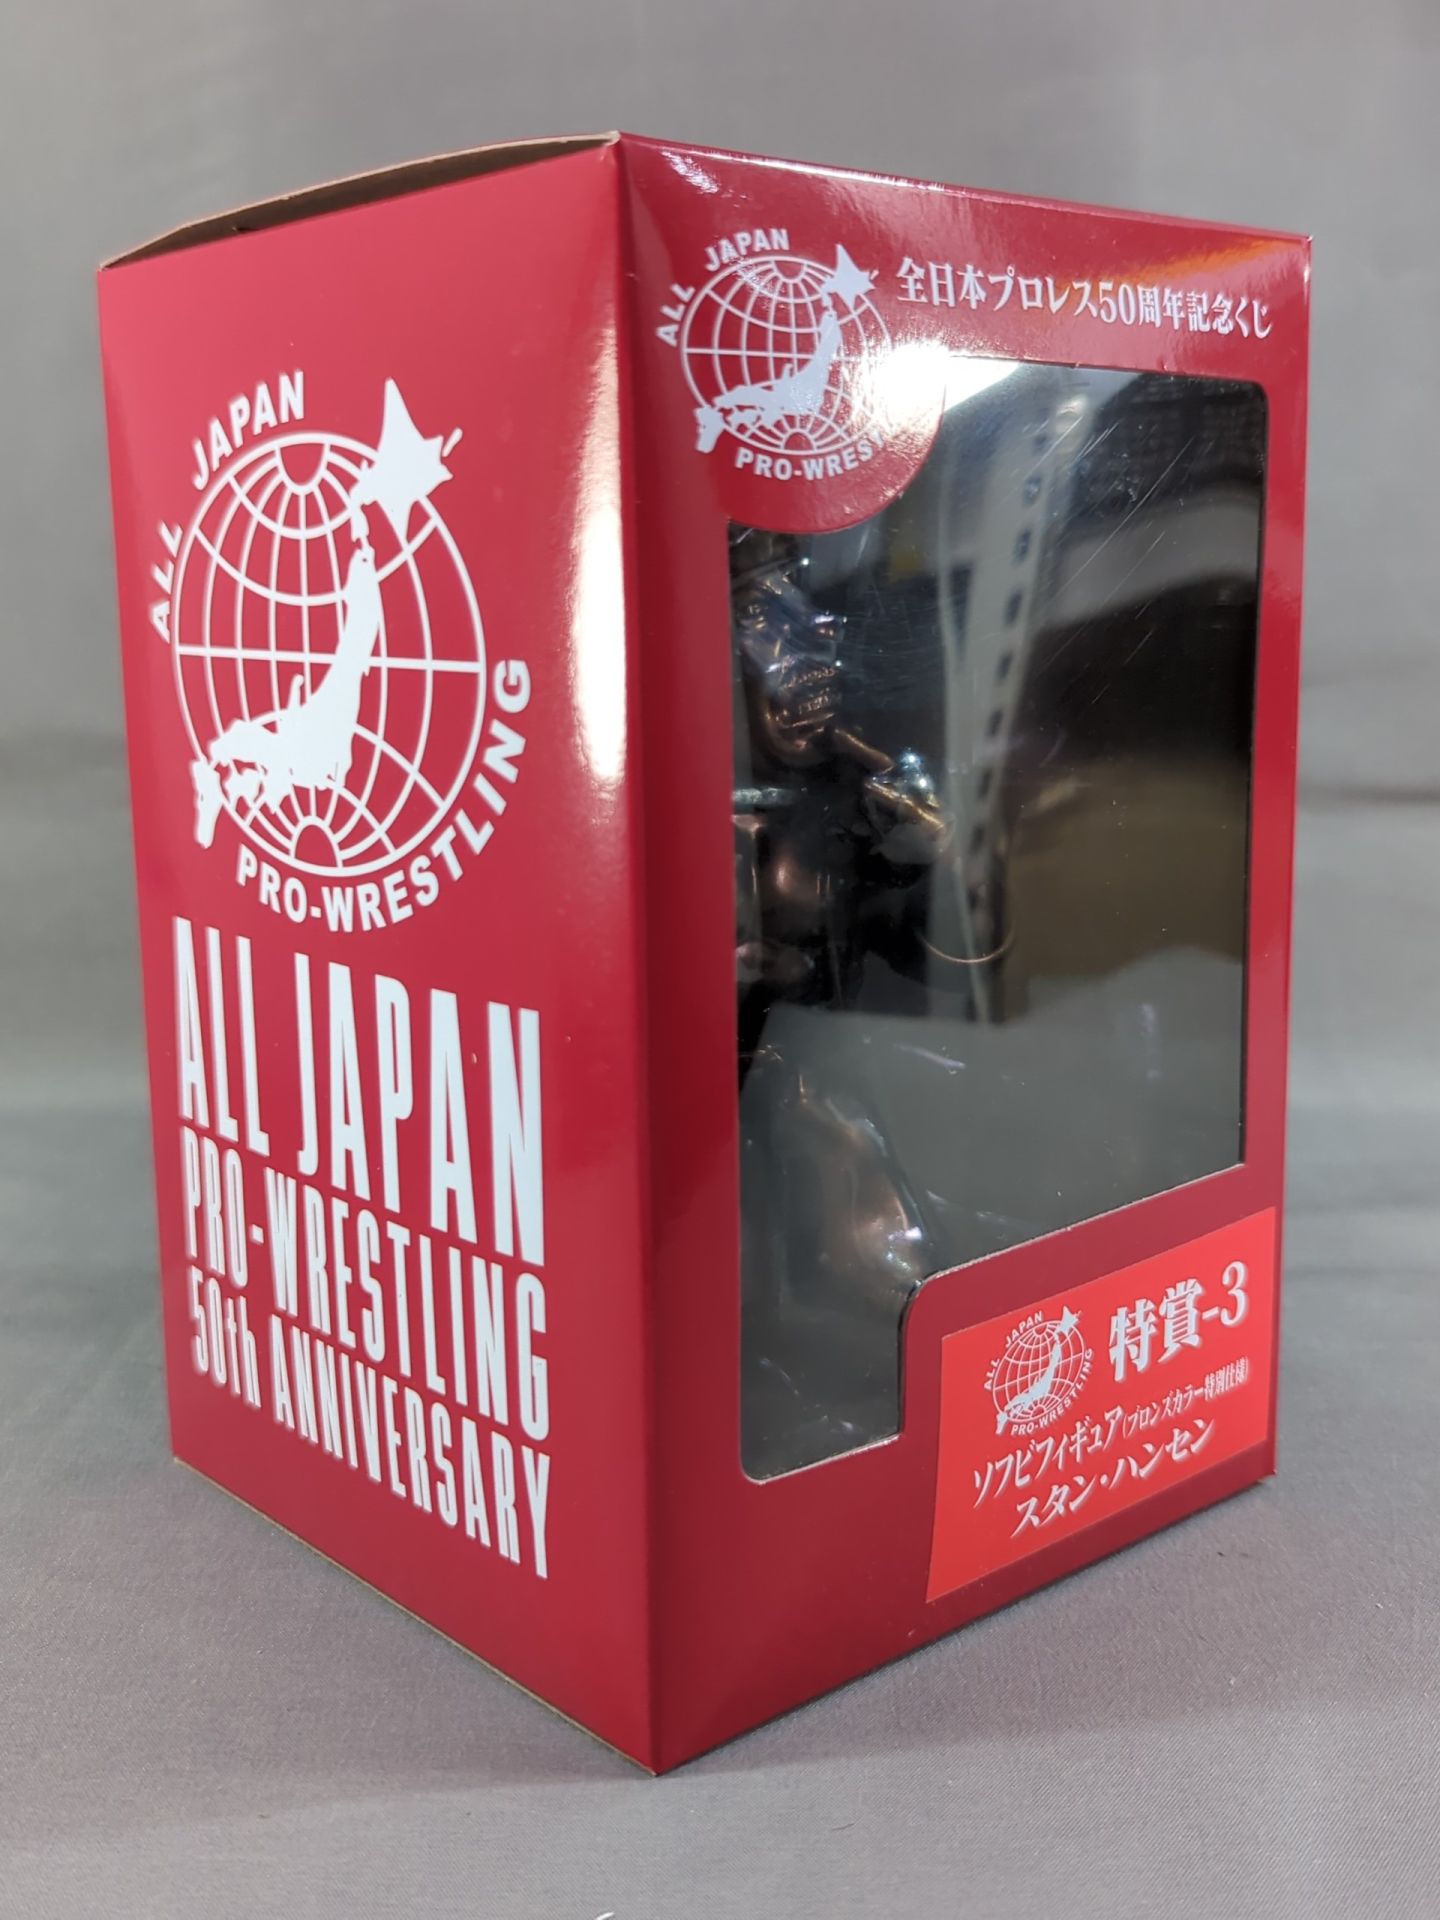 ALL JAPAN
PRO-WRESTLING
ALL JAPAN
PRO-WRESTLING
50th ANNIVERSARY
ALL JAPAN
PRO-WREST
全日本プロレス50周年記念くじ
ALL JAPAN
PRO-WRESTLING
特賞-3
ソフビフィギュア(ブロンズカラー特別仕様)
スタン・ハンセン